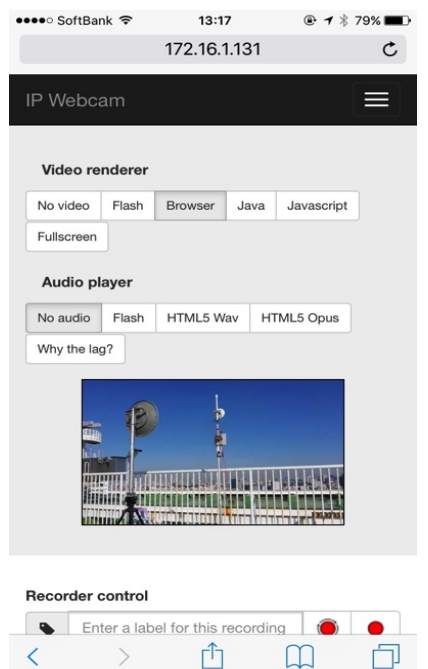 SoftBank 13:17 79%
172.16.1.131
IP Webcam
Video renderer
No video Flash Browser Java Javascript
Fullscreen
Audio player
No audio Flash HTML5 Wav HTML5 Opus
Why the lag?
Recorder control
Enter a label for this recording